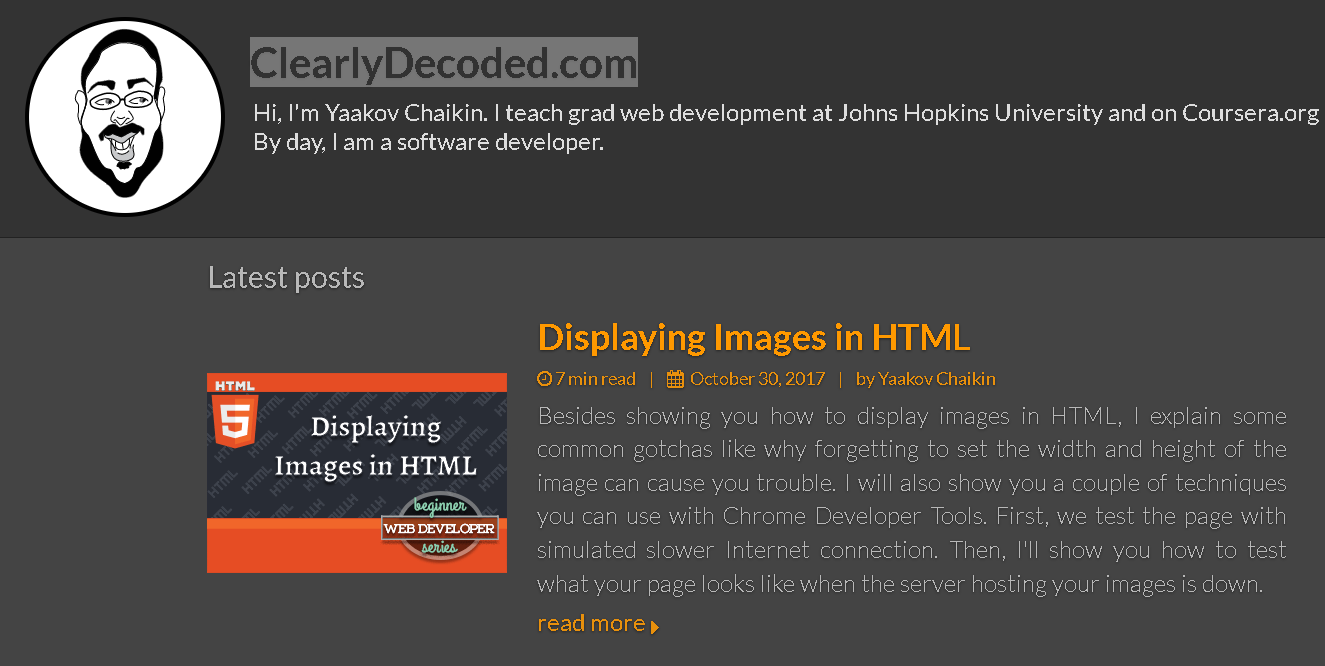 ClearlyDecoded.com
Hi, I'm Yaakov Chaikin. I teach grad web development at Johns Hopkins University and on Coursera.org
By day, I am a software developer.
Latest posts
HTML
5
Displaying
Images in HTML
beginner
WEB DEVELOPER
series
Displaying Images in HTML
7 min read | October 30, 2017 | by Yaakov Chaikin
Besides showing you how to display images in HTML, I explain some
common gotchas like why forgetting to set the width and height of the
image can cause you trouble. I will also show you a couple of techniques
you can use with Chrome Developer Tools. First, we test the page with
simulated slower Internet connection. Then, I'll show you how to test
what your page looks like when the server hosting your images is down.
read more